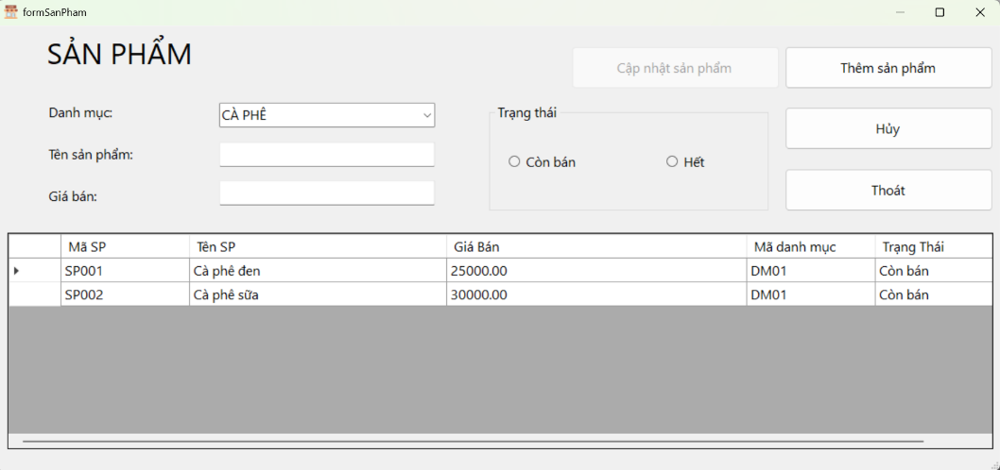 formSanPham
SẢN PHẨM
Cập nhật sản phẩm
Thêm sản phẩm
Danh mục:
CÀ PHÊ
Trạng thái
Hủy
Tên sản phẩm:
Còn bán
Hết
Giá bán:
Thoát
Mã SP Tên SP Giá Bán Mã danh mục Trạng Thái
SP001 Cà phê đen 25000.00 DM01 Còn bán
SP002 Cà phê sữa 30000.00 DM01 Còn bán